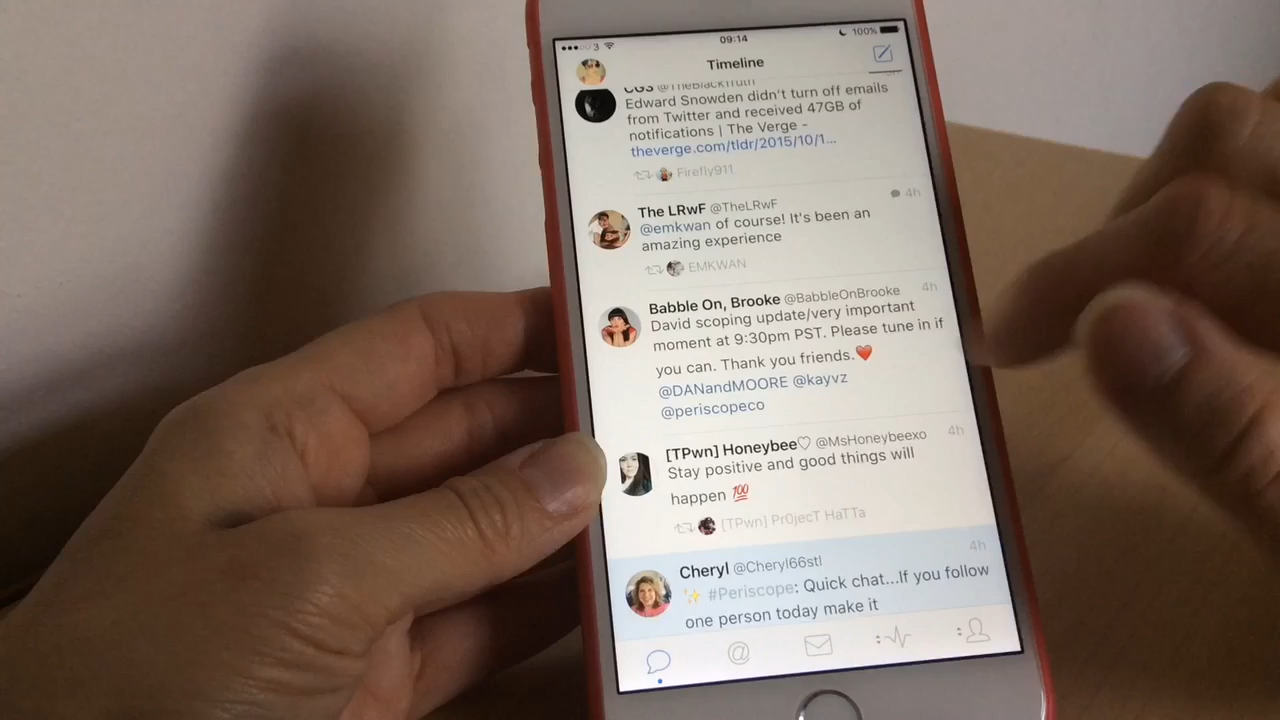 3 09:14 100%
Timeline
CGS @TheBlackTruth
Edward Snowden didn't turn off emails
from Twitter and received 47GB of
notifications | The Verge -
theverge.com/tldr/2015/10/1...
Firefly911
The LRwF @TheLRwF 4h
@emkwan of course! It's been an
amazing experience
EMKWAN
Babble On, Brooke @BabbleOnBrooke 4h
David scoping update/very important
moment at 9:30pm PST. Please tune in if
you can. Thank you friends.❤️
@DANandMOORE @kayvz
@periscopeco
[TPwn] Honeybee♡ @MsHoneybeexo 4h
Stay positive and good things will
happen 💯
[TPwn] Pr0jecT HaTTa
Cheryl @Cheryl66stl 4h
✨ #Periscope: Quick chat...If you follow
one person today make it